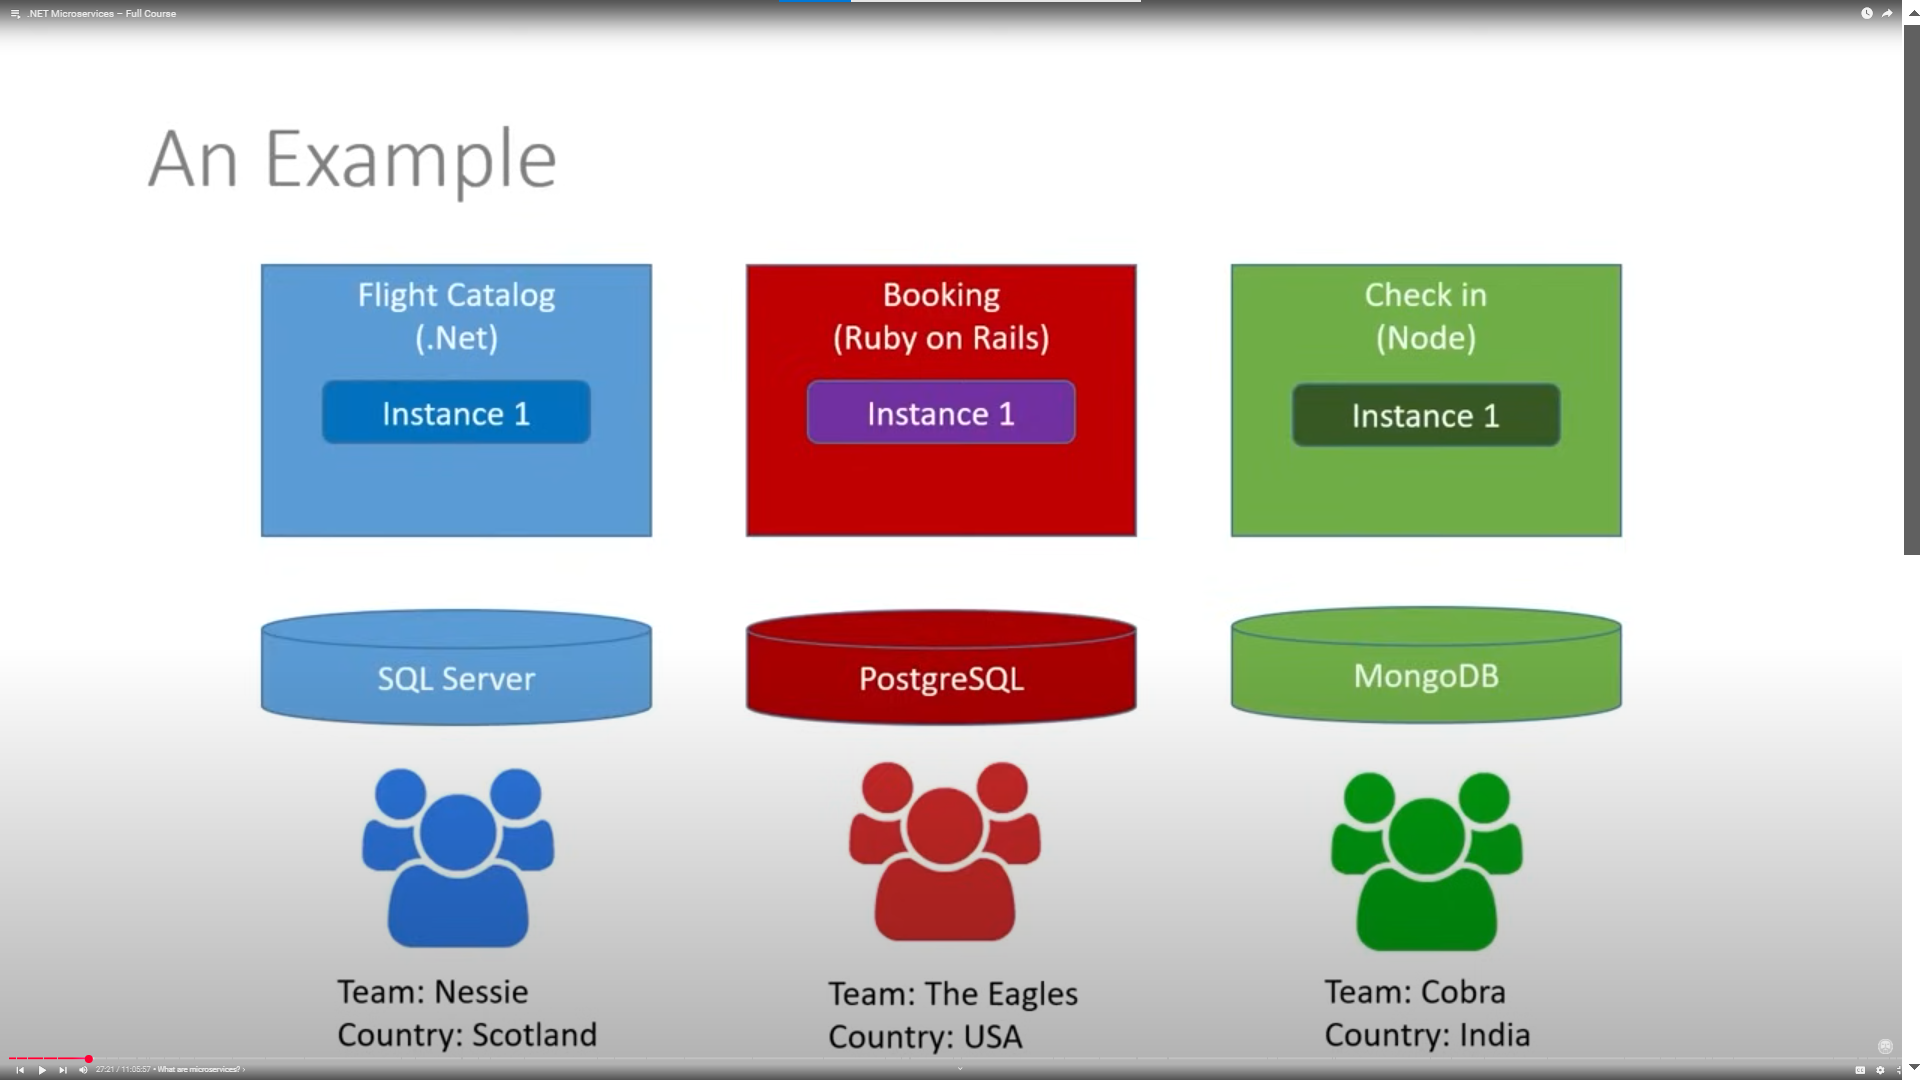 .NET Microservices – Full Course
An Example
Flight Catalog
(.Net)
Instance 1
Booking
(Ruby on Rails)
Instance 1
Check in
(Node)
Instance 1
SQL Server
PostgreSQL
MongoDB
Team: Nessie
Country: Scotland
Team: The Eagles
Country: USA
Team: Cobra
Country: India
27:21 / 11:05:57 • What are microservices? ›